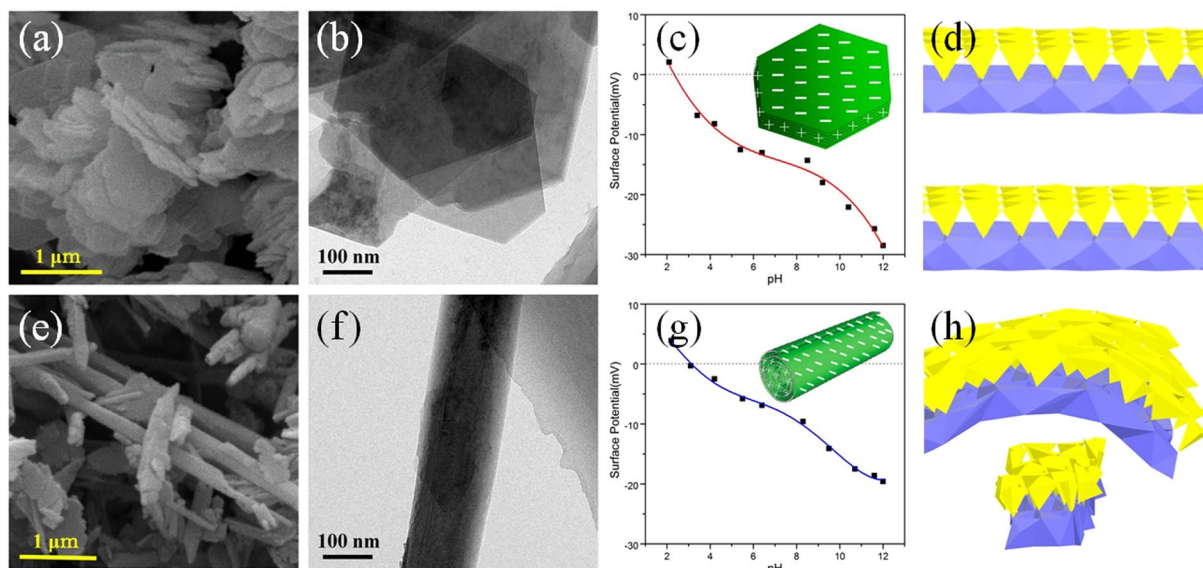 (a)
1 μm
(b)
100 nm
(c)
10
0
-10
-20
-30
Surface Potential(mV)
2 4 6 8 10 12
pH
(d)
(e)
1 μm
(f)
100 nm
(g)
10
0
-10
-20
-30
Surface Potential(mV)
2 4 6 8 10 12
pH
(h)